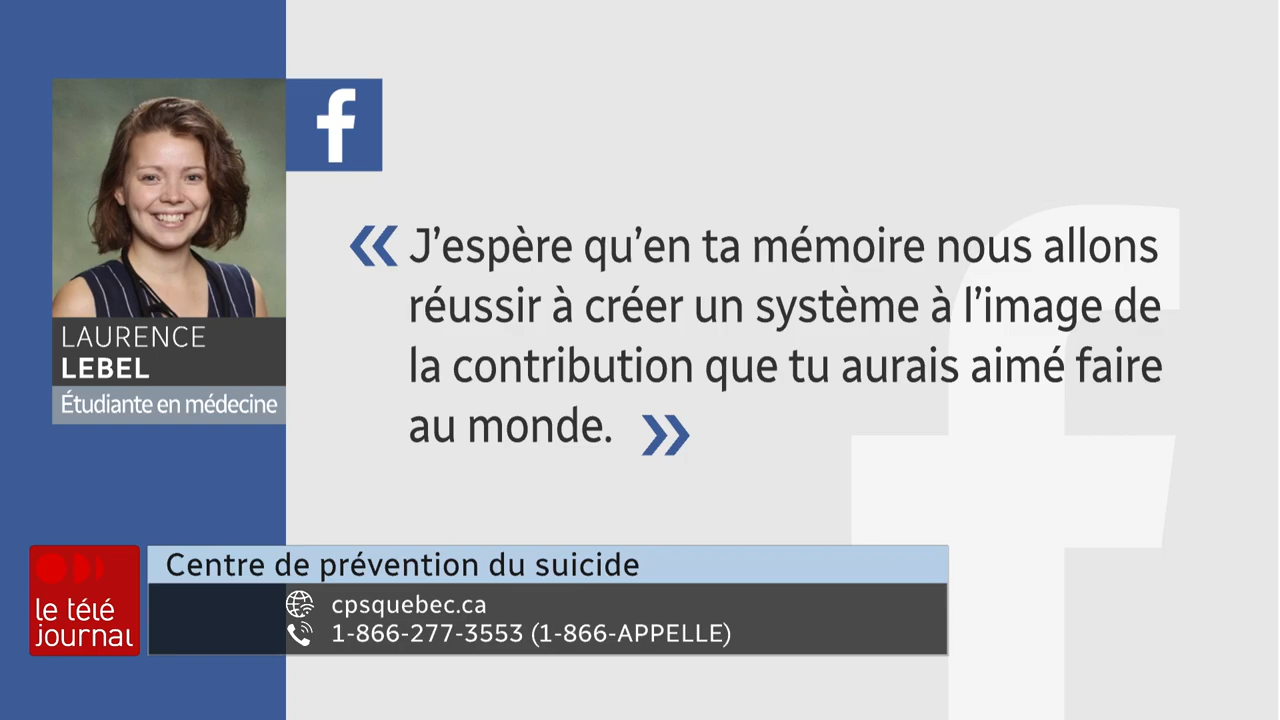 f
LAURENCE
LEBEL
Étudiante en médecine
« J'espère qu'en ta mémoire nous allons
réussir à créer un système à l'image de
la contribution que tu aurais aimé faire
au monde. »
Centre de prévention du suicide
cpsquebec.ca
1-866-277-3553 (1-866-APPELLE)
le télé
journal